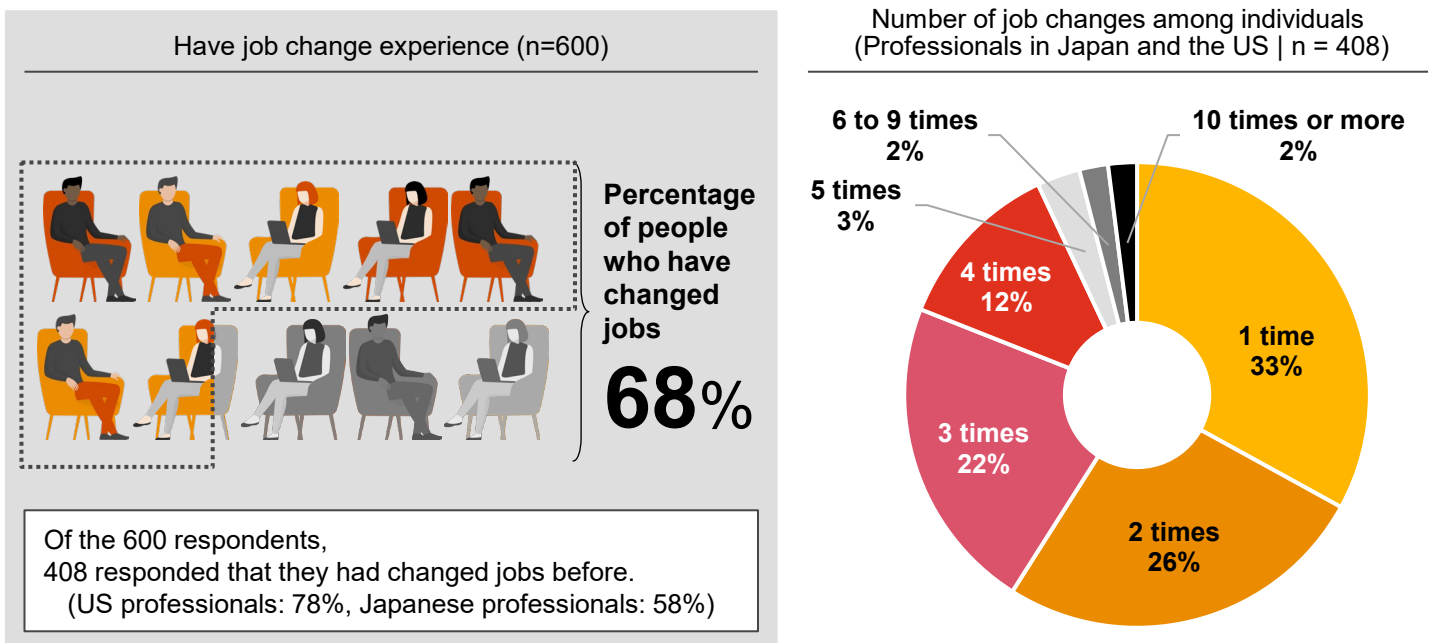 Have job change experience (n=600)
Percentage
of people
who have
changed
jobs
68%
Of the 600 respondents,
408 responded that they had changed jobs before.
(US professionals: 78%, Japanese professionals: 58%)
Number of job changes among individuals
(Professionals in Japan and the US | n = 408)
6 to 9 times
2%
10 times or more
2%
5 times
3%
4 times
12%
1 time
33%
3 times
22%
2 times
26%